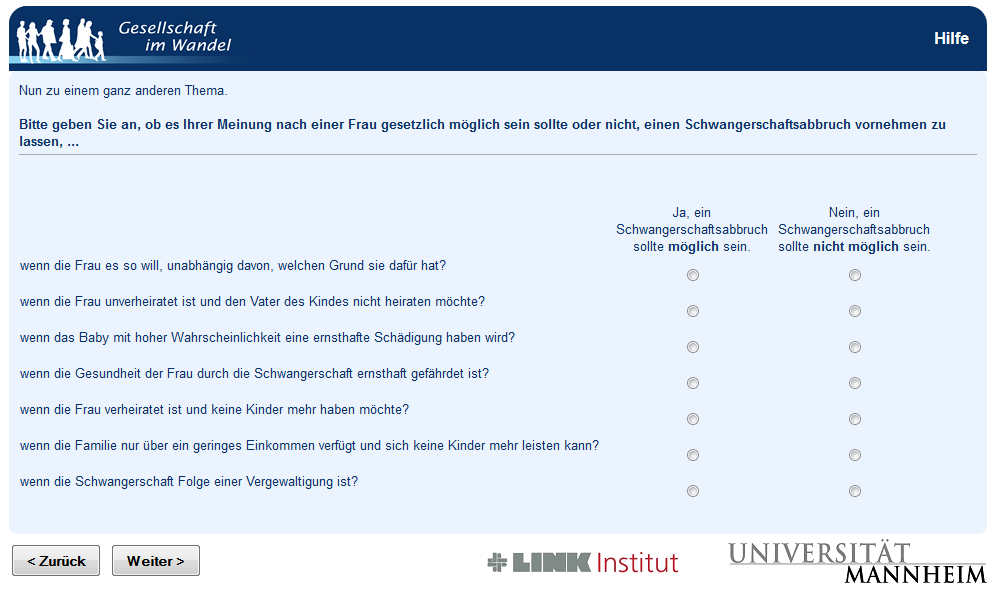 Gesellschaft
im Wandel
Hilfe
Nun zu einem ganz anderen Thema.
Bitte geben Sie an, ob es Ihrer Meinung nach einer Frau gesetzlich möglich sein sollte oder nicht, einen Schwangerschaftsabbruch vornehmen zu
lassen, ...
Ja, ein
Schwangerschaftsabbruch
sollte möglich sein.
Nein, ein
Schwangerschaftsabbruch
sollte nicht möglich sein.
wenn die Frau es so will, unabhängig davon, welchen Grund sie dafür hat?
wenn die Frau unverheiratet ist und den Vater des Kindes nicht heiraten möchte?
wenn das Baby mit hoher Wahrscheinlichkeit eine ernsthafte Schädigung haben wird?
wenn die Gesundheit der Frau durch die Schwangerschaft ernsthaft gefährdet ist?
wenn die Frau verheiratet ist und keine Kinder mehr haben möchte?
wenn die Familie nur über ein geringes Einkommen verfügt und sich keine Kinder mehr leisten kann?
wenn die Schwangerschaft Folge einer Vergewaltigung ist?
< Zurück
Weiter >
LINK Institut
UNIVERSITÄT
MANNHEIM